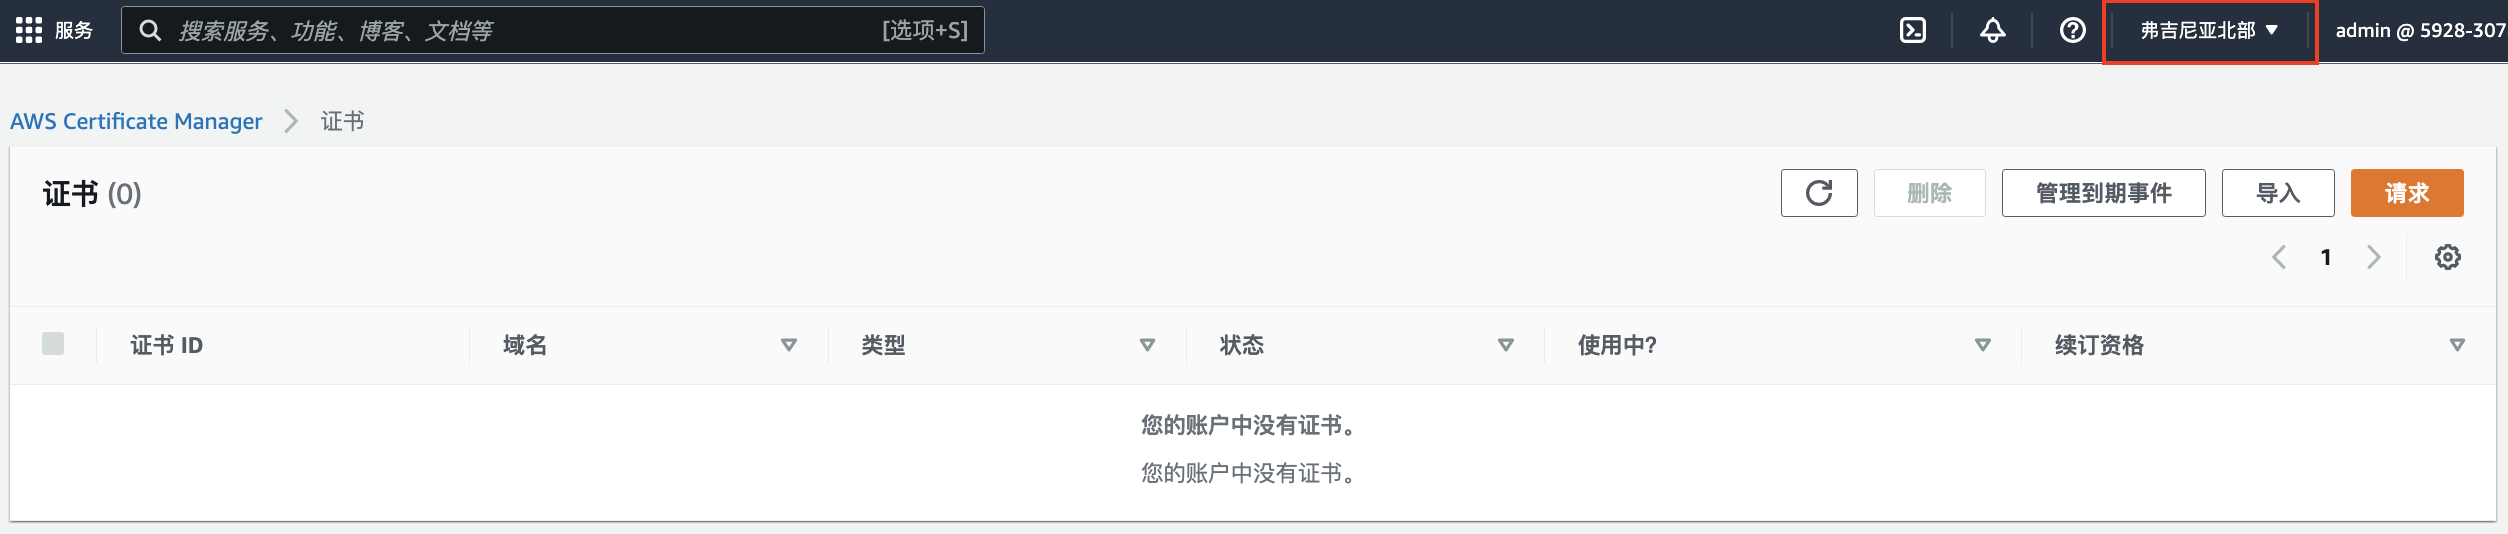 服务
搜索服务、功能、博客、文档等
[选项+S]
弗吉尼亚北部
admin @ 5928-307
AWS Certificate Manager
证书
证书 (0)
删除
管理到期事件
导入
请求
1
证书 ID
域名
类型
状态
使用中?
续订资格
您的账户中没有证书。
您的账户中没有证书。